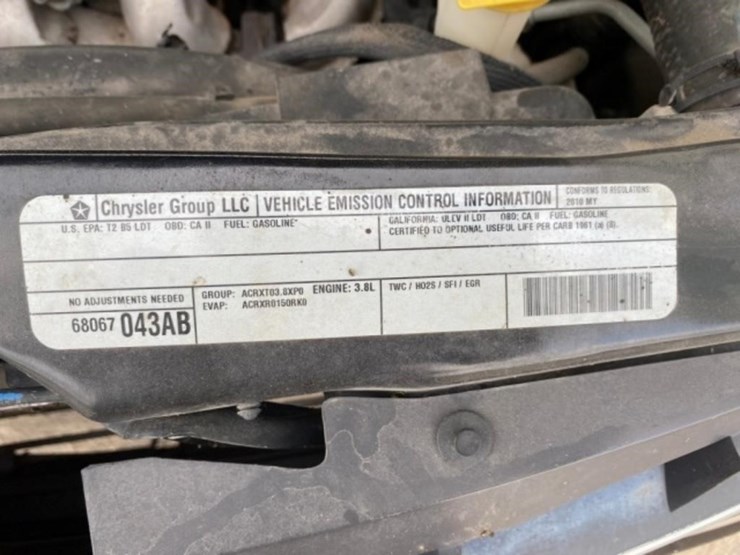 Chrysler Group LLC | VEHICLE EMISSION CONTROL INFORMATION
CONFORMS TO REGULATIONS:
2010 MY
U.S. EPA: T2 B5 LDT OBD: CA II FUEL: GASOLINE
CALIFORNIA: ULEV II LDT OBD: CA II FUEL: GASOLINE
CERTIFIED TO OPTIONAL USEFUL LIFE PER CARB 1961 (a) (8).
NO ADJUSTMENTS NEEDED
68067 043AB
GROUP: ACRXT03.8XP0 ENGINE: 3.8L
EVAP: ACRXR0150RK0
TWC / HO2S / SFI / EGR